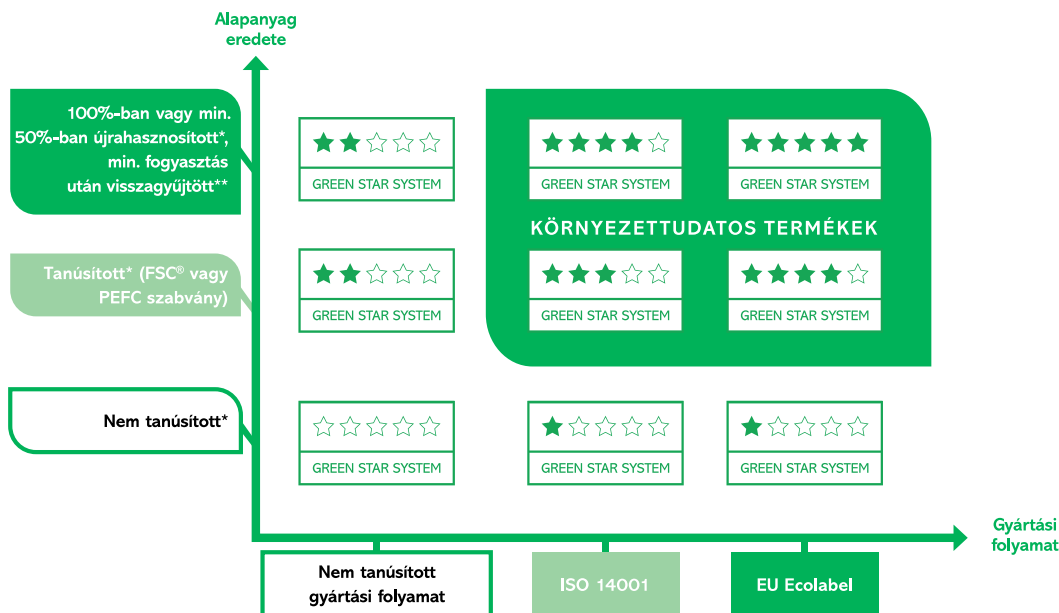 Alapanyag
eredete
100%-ban vagy min.
50%-ban újrahasznosított*,
min. fogyasztás
után visszagyűjtött**
GREEN STAR SYSTEM
GREEN STAR SYSTEM
GREEN STAR SYSTEM
KÖRNYEZETTUDATOS TERMÉKEK
Tanúsított* (FSC® vagy
PEFC szabvány)
GREEN STAR SYSTEM
GREEN STAR SYSTEM
GREEN STAR SYSTEM
Nem tanúsított*
GREEN STAR SYSTEM
GREEN STAR SYSTEM
GREEN STAR SYSTEM
Gyártási
folyamat
Nem tanúsított
gyártási folyamat
ISO 14001
EU Ecolabel